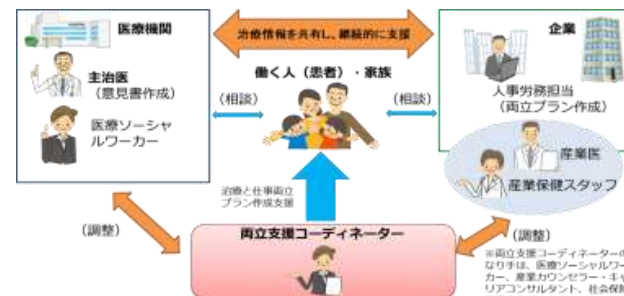 医療機関
主治医
（意見書作成）
医療ソーシャ
ルワーカー
治療情報を共有し、継続的に支援
働く人（患者）・家族
（相談）
（相談）
企業
人事労務担当
（両立プラン作成）
産業医
産業保健スタッフ
治療と仕事両立
プラン作成支援
（調整）
両立支援コーディネーター
（調整）
※両立支援コーディネーターの
なり手は、医療ソーシャルワー
カー、産業カウンセラー・キャ
リアコンサルタント、社会保険